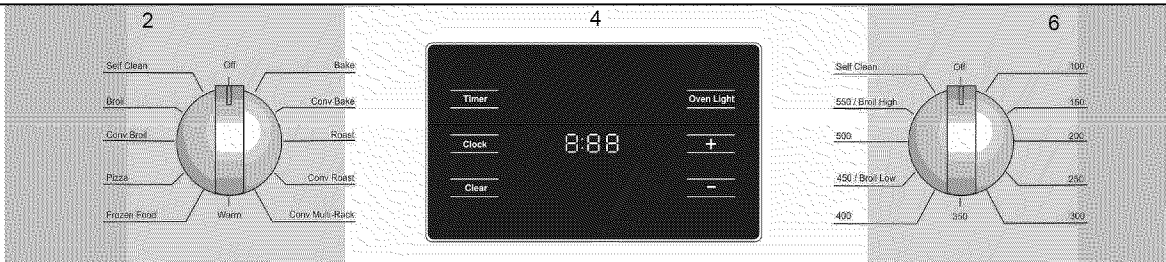 2
4
6
Off
Self Clean
Bake
Broil
Conv Bake
Conv Broil
Roast
Pizza
Conv Roast
Frozen Food
Warm
Conv Multi-Rack
Timer
Oven Light
Clock
8:88
+
Clear
−
Off
Self Clean
100
550 / Broil High
150
500
200
450 / Broil Low
250
400
350
300